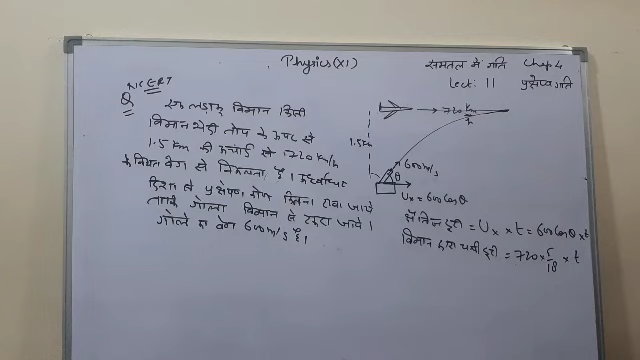 Physics (XI)
समतल में गति Chap 4
Lect: 11 प्रक्षेप्य गति
NCERT
Q एक लड़ाकू विमान किसी
विमान भेदी तोप के ऊपर से
1.5 Km की ऊंचाई से 720 Km/h
के नियत वेग से निकलता है। ऊर्ध्वाधर
दिशा से प्रक्षेपण कोण कितना रखा जाये
ताकि गोला विमान से टकरा जाये।
गोले का वेग 600 m/s है।
→ 720 Km/h
1.5 Km
600 m/s
θ
Ux = 600 Cosθ
क्षैतिज दूरी = Ux × t = 600 Cosθ × t
विमान द्वारा चली दूरी = 720 × 5/18 × t